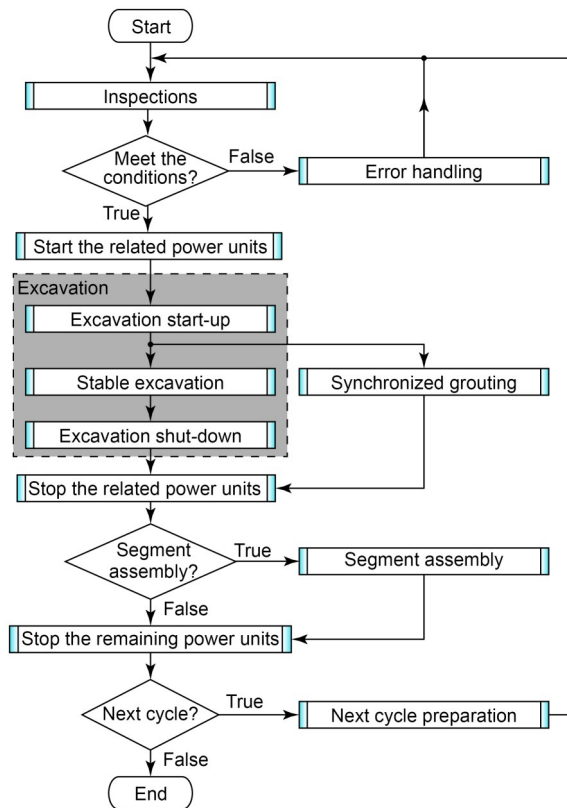 Start
Inspections
Meet the
conditions?
False
Error handling
True
Start the related power units
Excavation
Excavation start-up
Stable excavation
Synchronized grouting
Excavation shut-down
Stop the related power units
Segment
assembly?
True
Segment assembly
False
Stop the remaining power units
Next cycle?
True
Next cycle preparation
False
End